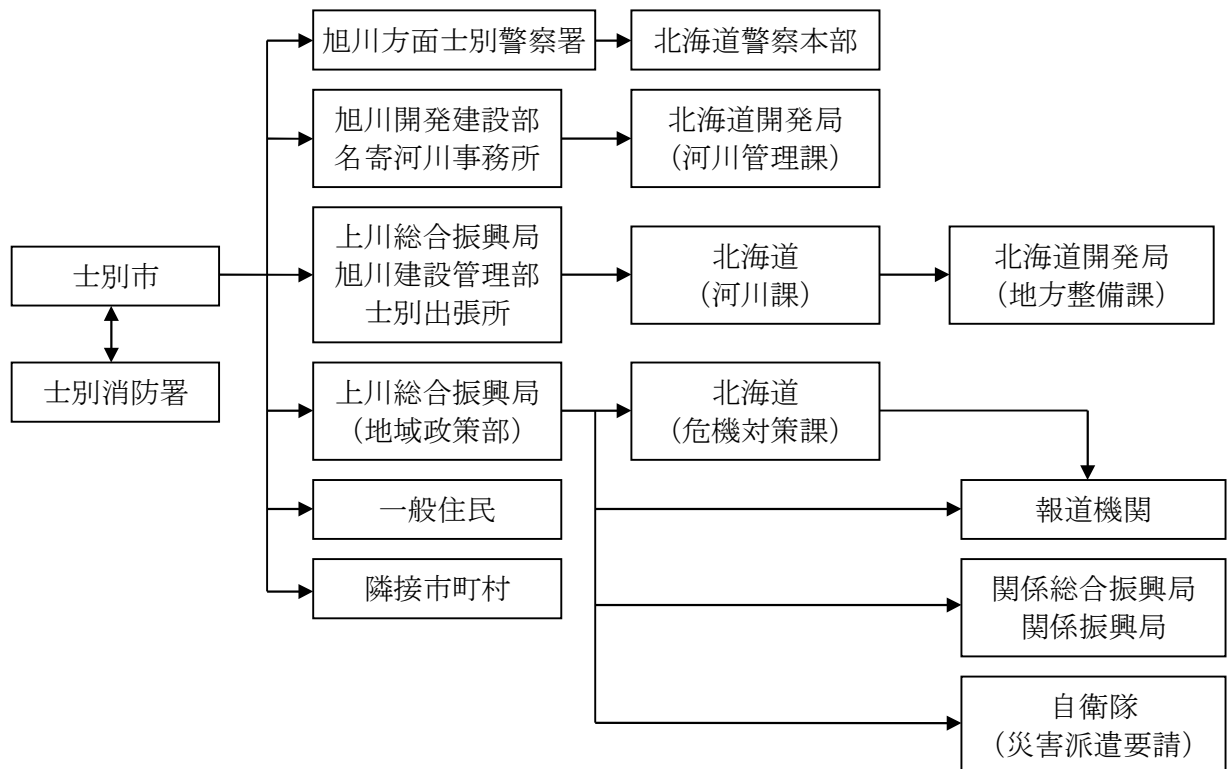 旭川方面士別警察署
北海道警察本部
旭川開発建設部
名寄河川事務所
北海道開発局
（河川管理課）
士別市
上川総合振興局
旭川建設管理部
士別出張所
北海道
（河川課）
北海道開発局
（地方整備課）
士別消防署
上川総合振興局
（地域政策部）
北海道
（危機対策課）
一般住民
報道機関
隣接市町村
関係総合振興局
関係振興局
自衛隊
（災害派遣要請）